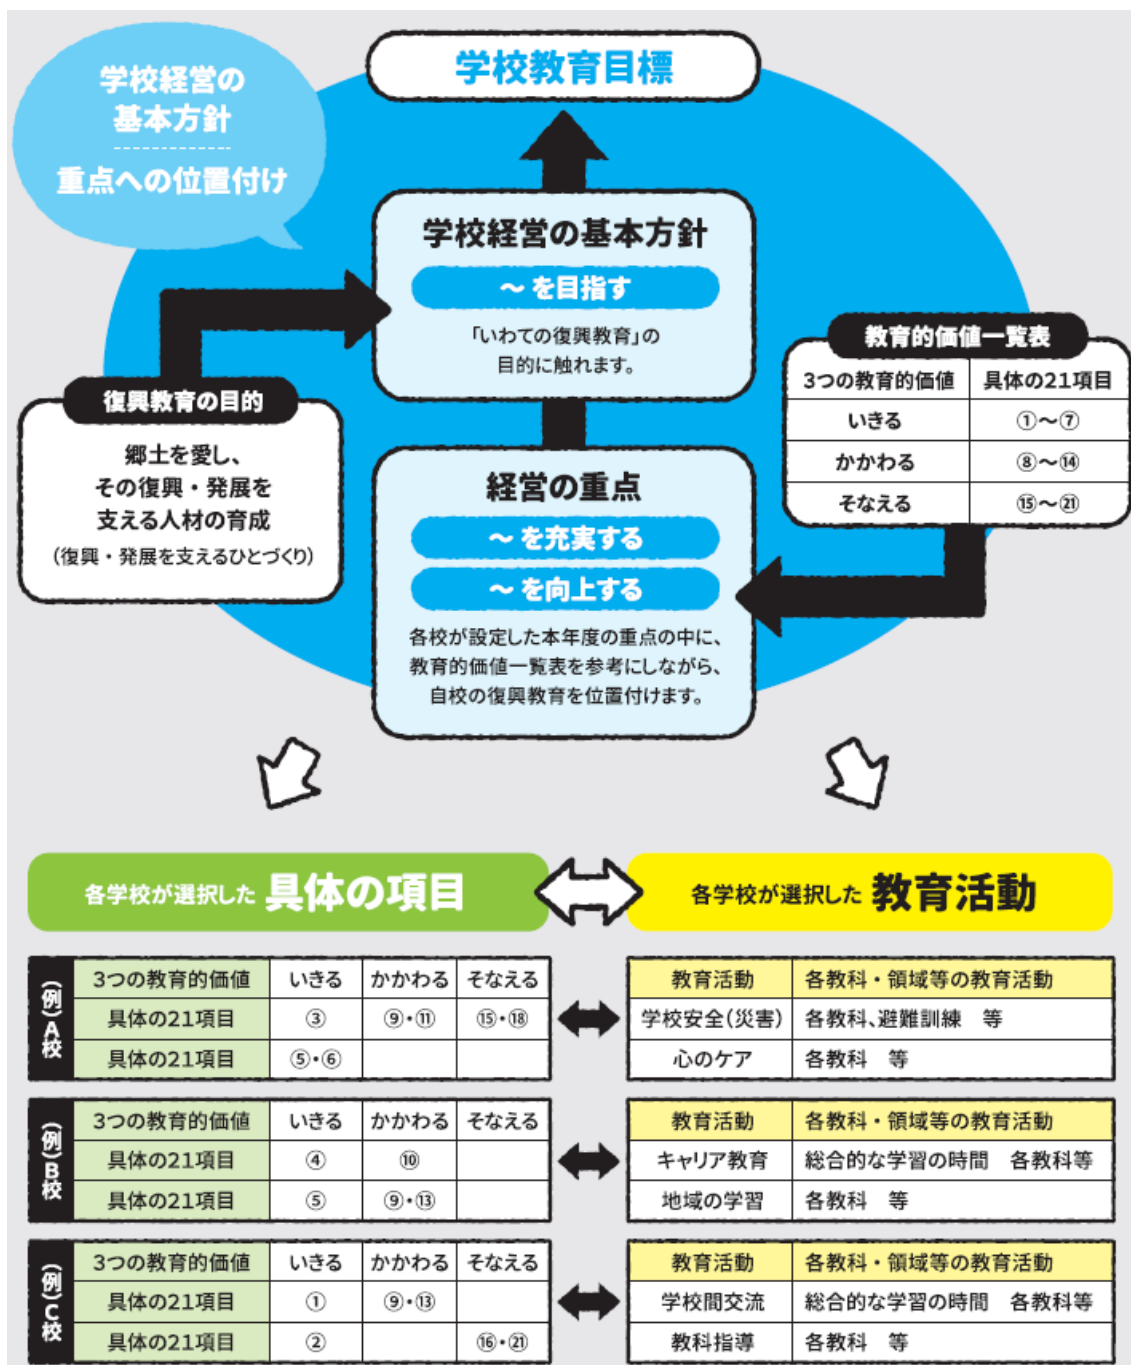 学校教育目標
学校経営の
基本方針
重点への位置付け
学校経営の基本方針
～を目指す
「いわての復興教育」の
目的に触れます。
復興教育の目的
郷土を愛し、
その復興・発展を
支える人材の育成
(復興・発展を支えるひとづくり)
教育的価値一覧表
3つの教育的価値 具体の21項目
いきる ①～⑦
かかわる ⑧～⑭
そなえる ⑮～㉑
経営の重点
～を充実する
～を向上する
各校が設定した本年度の重点の中に、
教育的価値一覧表を参考にしながら、
自校の復興教育を位置付けます。
各学校が選択した 具体の項目
各学校が選択した 教育活動
(例)A校
3つの教育的価値 いきる かかわる そなえる
具体の21項目 ③ ⑨・⑪ ⑮・⑱
具体の21項目 ⑤・⑥
教育活動 各教科・領域等の教育活動
学校安全(災害) 各教科、避難訓練 等
心のケア 各教科 等
(例)B校
3つの教育的価値 いきる かかわる そなえる
具体の21項目 ④ ⑩
具体の21項目 ⑤ ⑨・⑬
教育活動 各教科・領域等の教育活動
キャリア教育 総合的な学習の時間 各教科等
地域の学習 各教科 等
(例)C校
3つの教育的価値 いきる かかわる そなえる
具体の21項目 ① ⑨・⑬
具体の21項目 ② ⑯・㉑
教育活動 各教科・領域等の教育活動
学校間交流 総合的な学習の時間 各教科等
教科指導 各教科 等